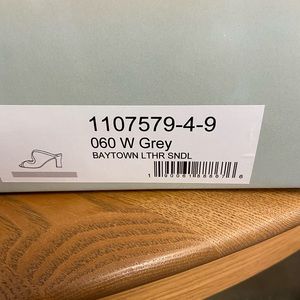 1107579-4-9
060 W Grey
BAYTOWN LTHR SNDL